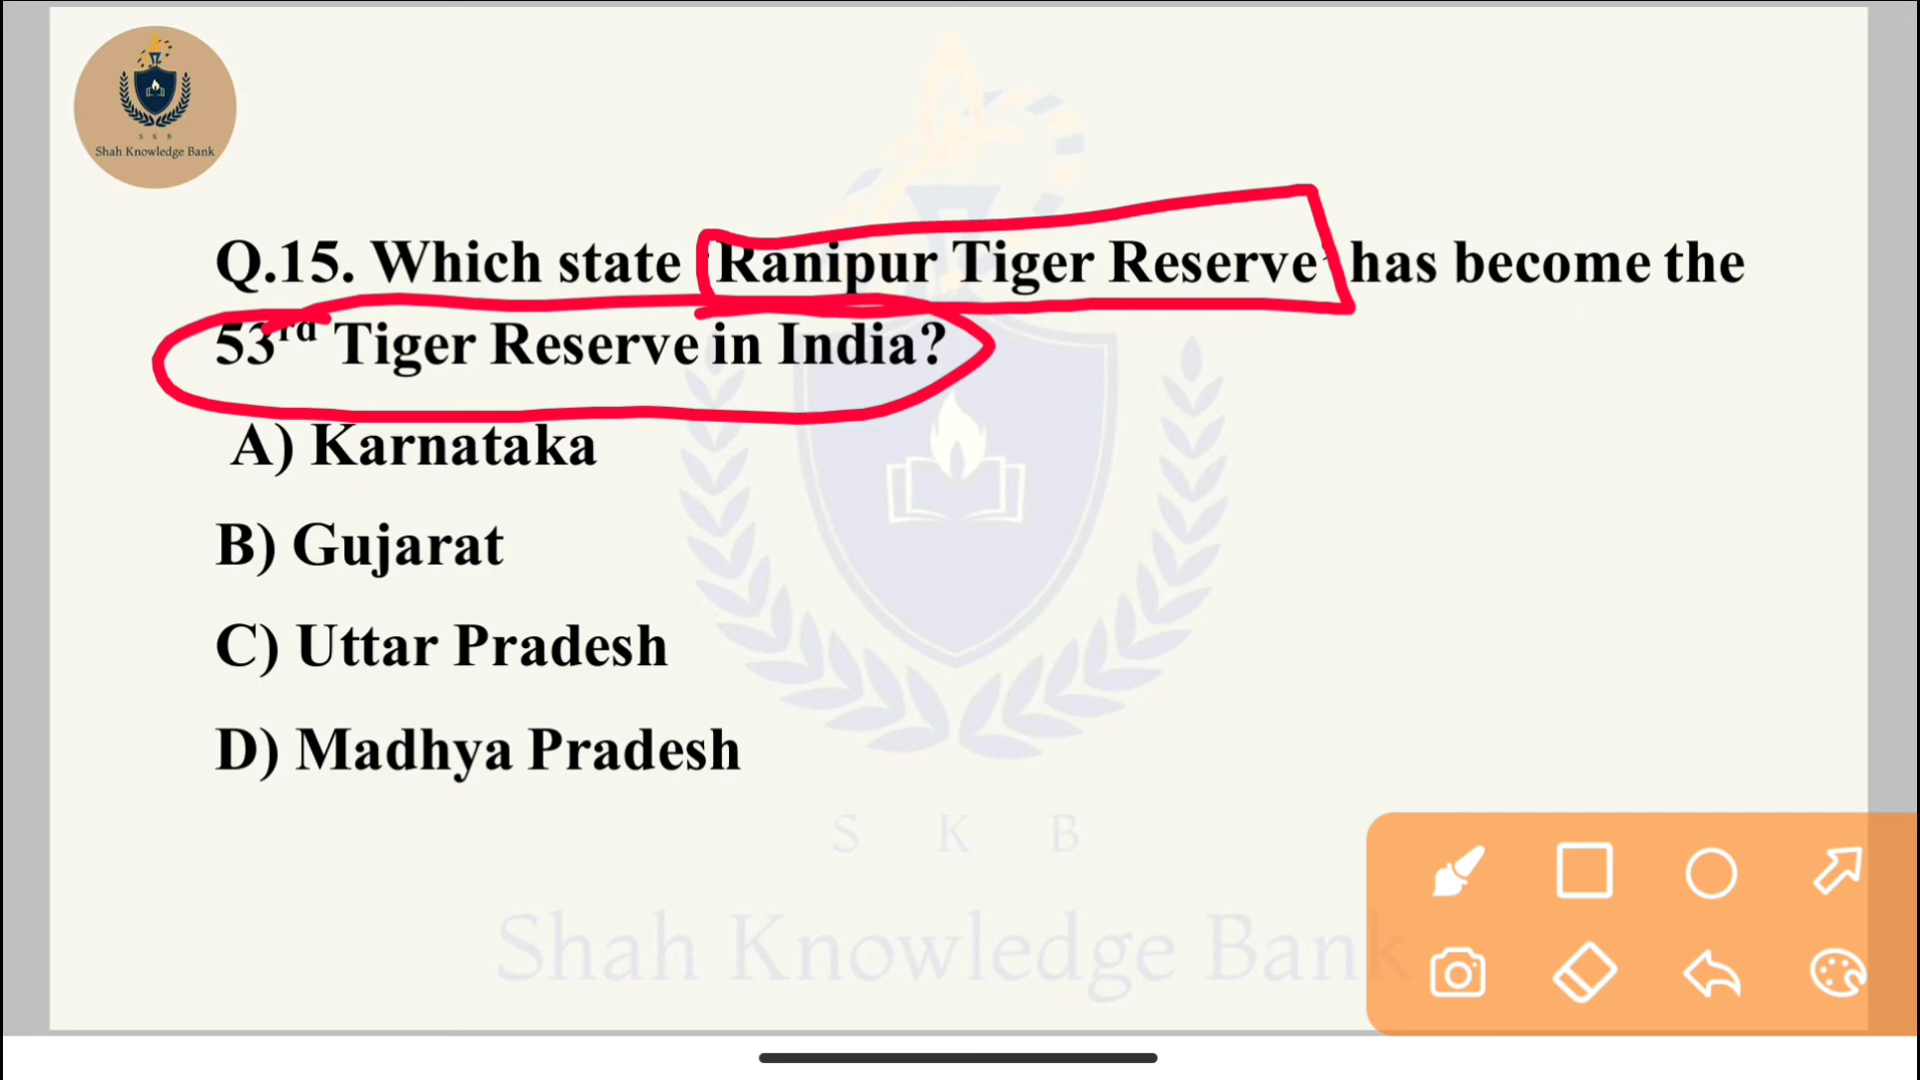 S K B
Shah Knowledge Bank
Q.15. Which state 'Ranipur Tiger Reserve' has become the
53rd Tiger Reserve in India?
A) Karnataka
B) Gujarat
C) Uttar Pradesh
D) Madhya Pradesh
S K B
Shah Knowledge Bank